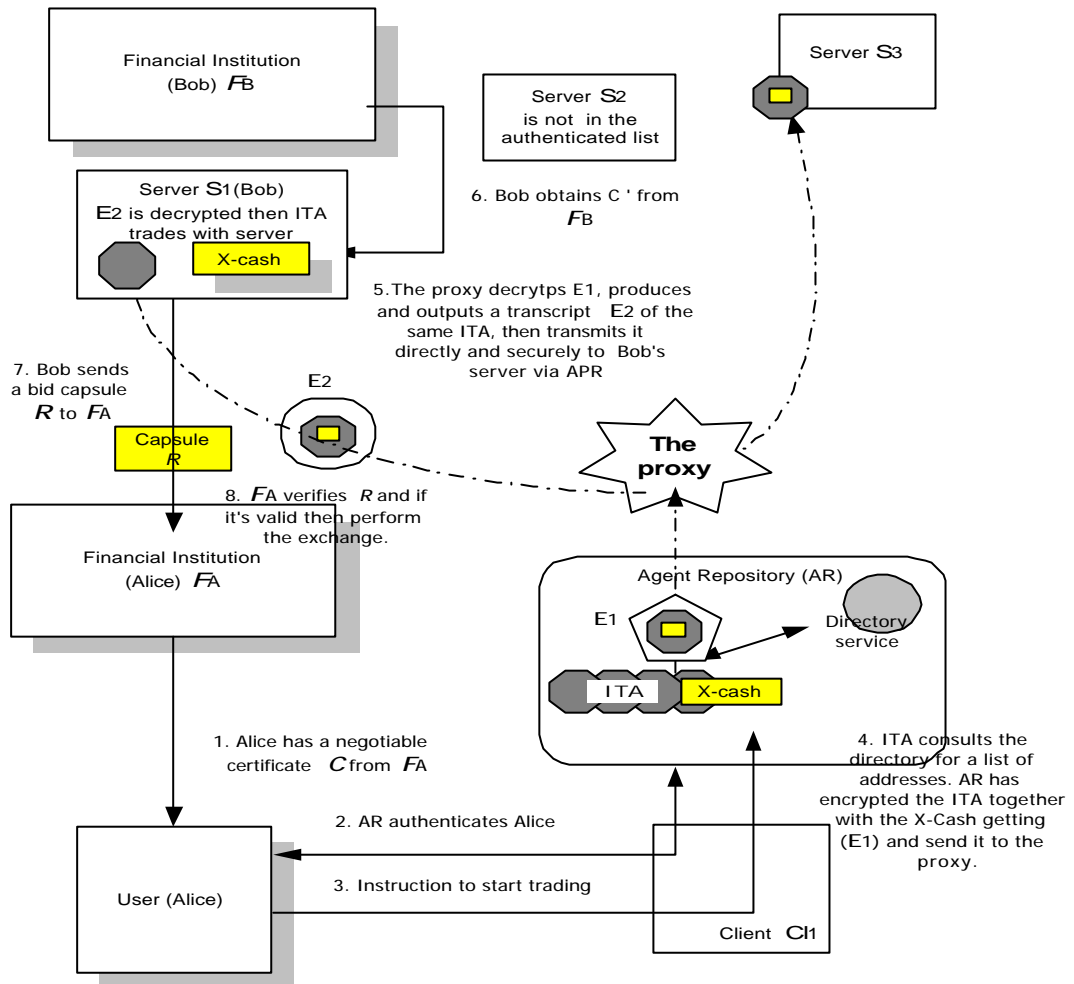 Financial Institution
(Bob) FB
Server S3
Server S2
is not in the
authenticated list
Server S1(Bob)
E2 is decrypted then ITA
trades with server
X-cash
6. Bob obtains C ' from
FB
5.The proxy decrytps E1, produces
and outputs a transcript E2 of the
same ITA, then transmits it
directly and securely to Bob's
server via APR
7. Bob sends
a bid capsule
R to FA
E2
Capsule
R
The
proxy
8. FA verifies R and if
it's valid then perform
the exchange.
Financial Institution
(Alice) FA
Agent Repository (AR)
E1
Directory
service
ITA
X-cash
1. Alice has a negotiable
certificate C from FA
4. ITA consults the
directory for a list of
addresses. AR has
encrypted the ITA together
with the X-Cash getting
(E1) and send it to the
proxy.
2. AR authenticates Alice
3. Instruction to start trading
User (Alice)
Client Cl1